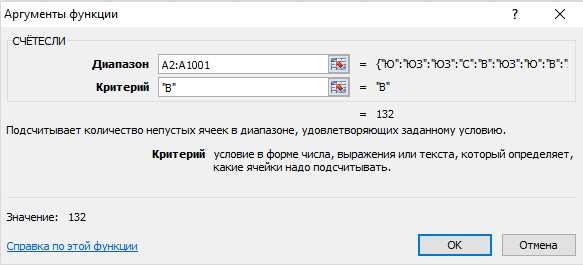 Аргументы функции
СЧЁТЕСЛИ
Диапазон A2:A1001 = {"Ю":"ЮЗ":"ЮЗ":"С":"В":"ЮЗ":"Ю":"В":"
Критерий "В" = "В"
= 132
Подсчитывает количество непустых ячеек в диапазоне, удовлетворяющих заданному условию.
Критерий условие в форме числа, выражения или текста, который определяет,
какие ячейки надо подсчитывать.
Значение: 132
Справка по этой функции
ОК
Отмена